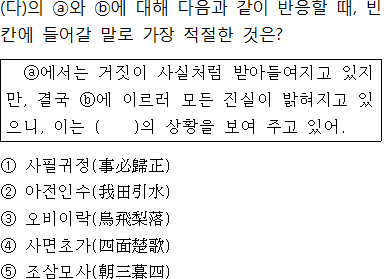 (다)의 ⓐ와 ⓑ에 대해 다음과 같이 반응할 때, 빈
칸에 들어갈 말로 가장 적절한 것은?
ⓐ에서는 거짓이 사실처럼 받아들여지고 있지
만, 결국 ⓑ에 이르러 모든 진실이 밝혀지고 있
으니, 이는 (    )의 상황을 보여 주고 있어.
① 사필귀정(事必歸正)
② 아전인수(我田引水)
③ 오비이락(烏飛梨落)
④ 사면초가(四面楚歌)
⑤ 조삼모사(朝三暮四)